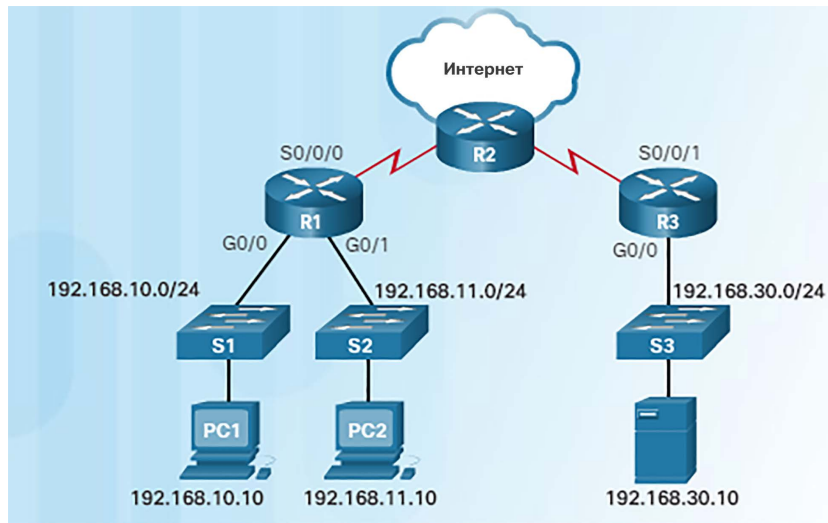 Интернет
R2
S0/0/0
S0/0/1
R1
R3
G0/0
G0/1
G0/0
192.168.10.0/24
192.168.11.0/24
192.168.30.0/24
S1
S2
S3
PC1
PC2
192.168.10.10
192.168.11.10
192.168.30.10